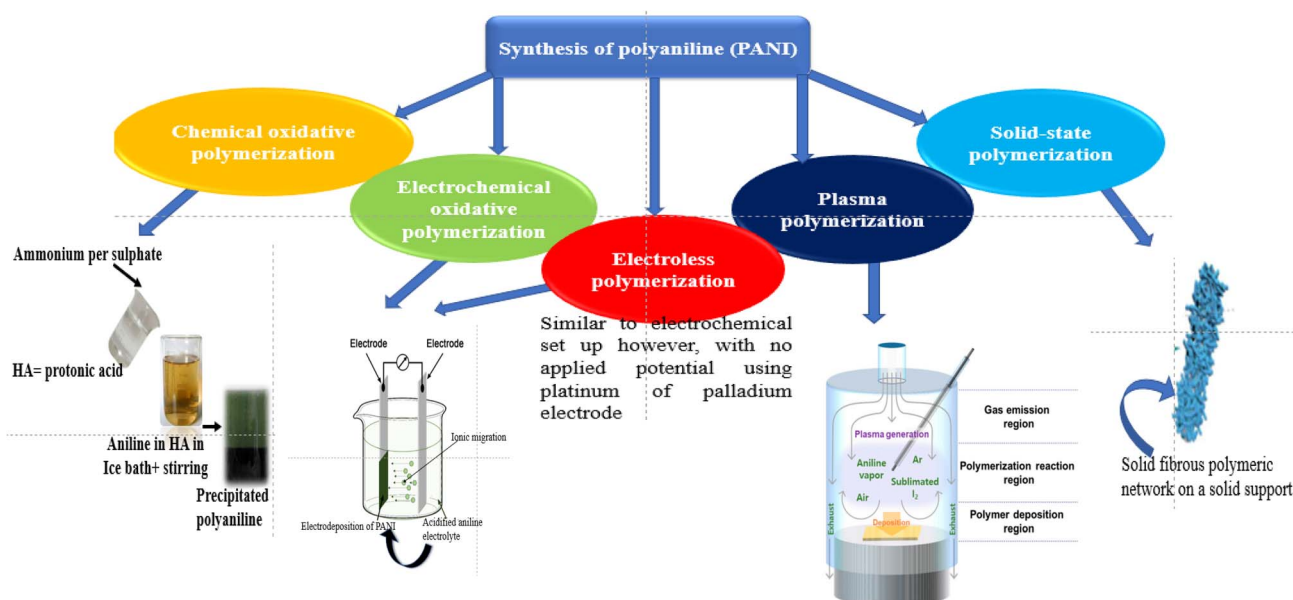 Synthesis of polyaniline (PANI)
Chemical oxidative
polymerization
Electrochemical
oxidative
polymerization
Electroless
polymerization
Plasma
polymerization
Solid-state
polymerization
Ammonium per sulphate
HA= protonic acid
Aniline in HA in
Ice bath+ stirring
Precipitated
polyaniline
Electrode
Electrode
Ionic migration
Electrodeposition of PANI
Acidified aniline
electrolyte
Similar to electrochemical
set up however, with no
applied potential using
platinum of palladium
electrode
Plasma generation
Aniline
vapor
Ar
Sublimated
I2
Air
Deposition
Exhaust
Exhaust
Gas emission
region
Polymerization reaction
region
Polymer deposition
region
Solid fibrous polymeric
network on a solid support